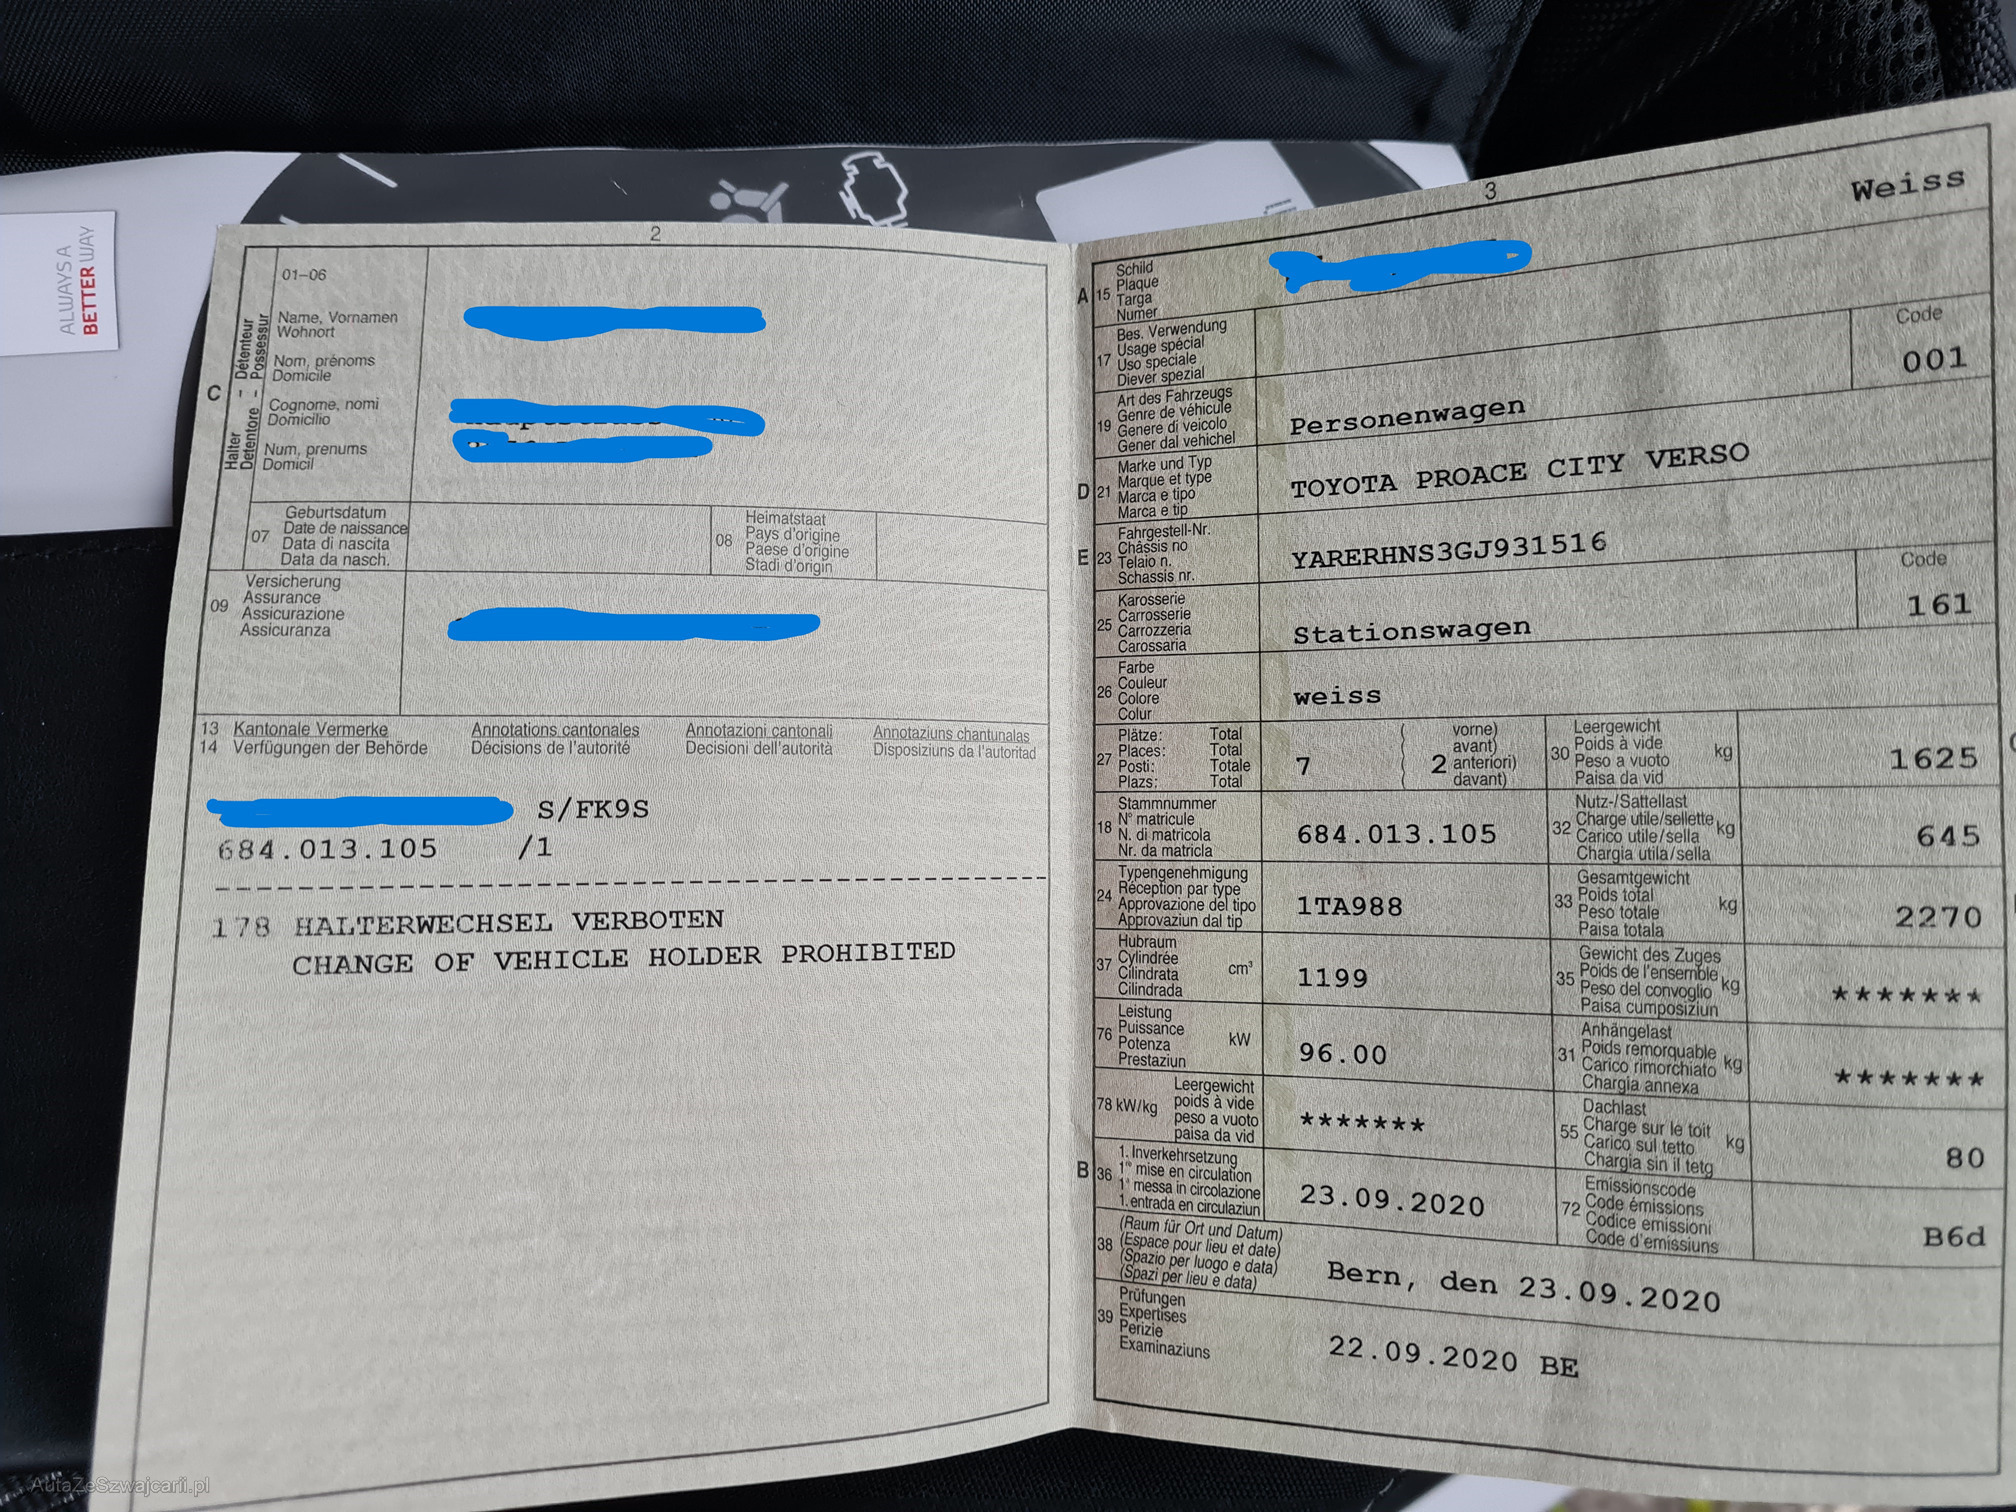 ALWAYS A
BETTER WAY
2
01–06
C
Halter – Détenteur
Detentore – Possessur
Name, Vornamen
Wohnort
Nom, prénoms
Domicile
Cognome, nomi
Domicilio
Num, prenums
Domicil
07
Geburtsdatum
Date de naissance
Data di nascita
Data da nasch.
08
Heimatstaat
Pays d'origine
Paese d'origine
Stadi d'origin
09
Versicherung
Assurance
Assicurazione
Assicuranza
13 Kantonale Vermerke Annotations cantonales Annotazioni cantonali Annotaziuns chantunalas
14 Verfügungen der Behörde Décisions de l'autorité Decisioni dell'autorità Disposiziuns da l'autoritad
S/FK9S
684.013.105 /1
178 HALTERWECHSEL VERBOTEN
CHANGE OF VEHICLE HOLDER PROHIBITED
3
Weiss
A 15
Schild
Plaque
Targa
Numer
17
Bes. Verwendung
Usage spécial
Uso speciale
Diever spezial
Code
001
19
Art des Fahrzeugs
Genre de véhicule
Genere di veicolo
Gener dal vehichel
Personenwagen
D 21
Marke und Typ
Marque et type
Marca e tipo
Marca e tip
TOYOTA PROACE CITY VERSO
E 23
Fahrgestell-Nr.
Châssis no
Telaio n.
Schassis nr.
YARERHNS3GJ931516
25
Karosserie
Carrosserie
Carrozzeria
Carossaria
Stationswagen
Code
161
26
Farbe
Couleur
Colore
Colur
weiss
27
Plätze: Total
Places: Total
Posti: Totale
Plazs: Total
7
( vorne)
( avant)
( 2 anteriori)
( davant)
30
Leergewicht
Poids à vide
Peso a vuoto
Paisa da vid
kg
1625
18
Stammnummer
N° matricule
N. di matricola
Nr. da matricla
684.013.105
32
Nutz-/Sattellast
Charge utile/sellette
Carico utile/sella
Chargia utila/sella
kg
645
24
Typengenehmigung
Réception par type
Approvazione del tipo
Approvaziun dal tip
1TA988
33
Gesamtgewicht
Poids total
Peso totale
Paisa totala
kg
2270
37
Hubraum
Cylindrée
Cilindrata
Cilindrada
cm³
1199
35
Gewicht des Zuges
Poids de l'ensemble
Peso del convoglio
Paisa cumposiziun
kg
*******
76
Leistung
Puissance
Potenza
Prestaziun
kW
96.00
31
Anhängelast
Poids remorquable
Carico rimorchiato
Chargia annexa
kg
*******
78 kW/kg
Leergewicht
poids à vide
peso a vuoto
paisa da vid
*******
55
Dachlast
Charge sur le toit
Carico sul tetto
Chargia sin il tetg
kg
80
B 36
1. Inverkehrsetzung
1re mise en circulation
1a messa in circolazione
1. entrada en circulaziun
23.09.2020
72
Emissionscode
Code émissions
Codice emissioni
Code d'emissiuns
B6d
38
(Raum für Ort und Datum)
(Espace pour lieu et date)
(Spazio per luogo e data)
(Spazi per lieu e data)
Bern, den 23.09.2020
39
Prüfungen
Expertises
Perizie
Examinaziuns
22.09.2020 BE
AutaZeSzwajcarii.pl